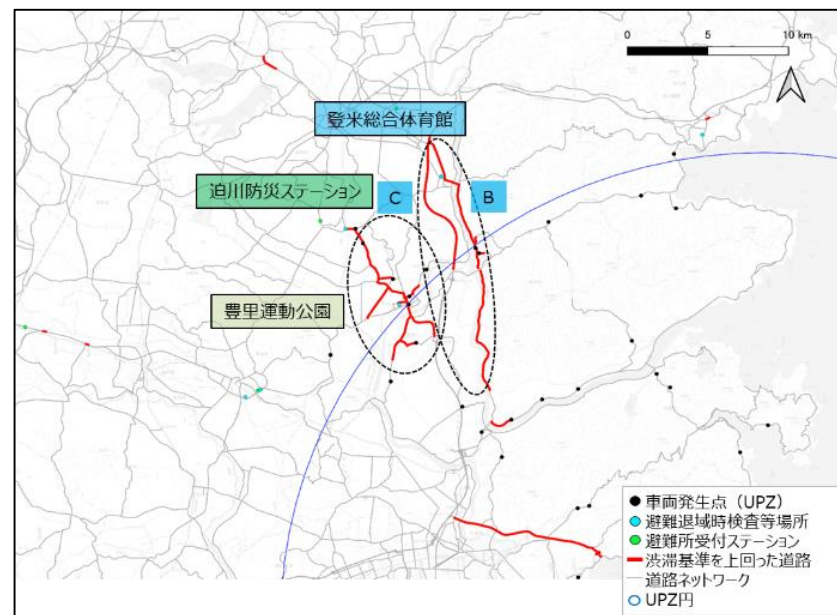 0 5 10 km
登米総合体育館
迫川防災ステーション
C
B
豊里運動公園
車両発生点（UPZ）
避難退域時検査等場所
避難所受付ステーション
渋滞基準を上回った道路
道路ネットワーク
UPZ円